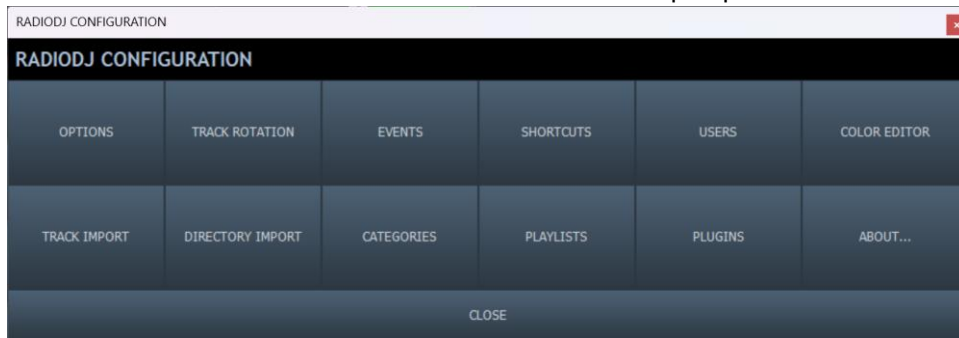 RADIODJ CONFIGURATION
RADIODJ CONFIGURATION
OPTIONS TRACK ROTATION EVENTS SHORTCUTS USERS COLOR EDITOR
TRACK IMPORT DIRECTORY IMPORT CATEGORIES PLAYLISTS PLUGINS ABOUT...
CLOSE